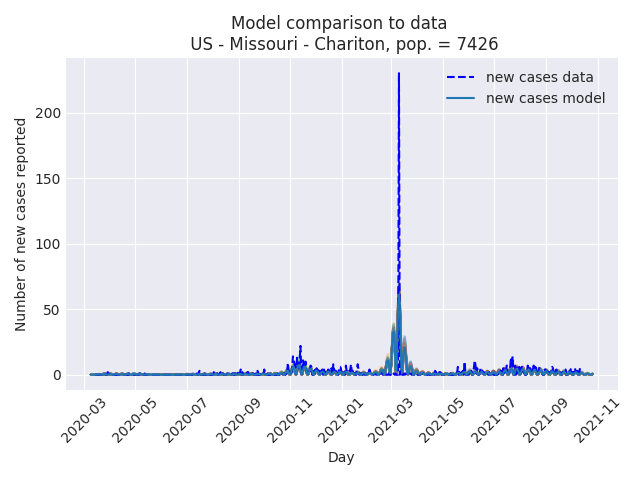 Model comparison to data
US - Missouri - Chariton, pop. = 7426
new cases data
new cases model
Number of new cases reported
200
150
100
50
0
2020-03
2020-05
2020-07
2020-09
2020-11
2021-01
2021-03
2021-05
2021-07
2021-09
2021-11
Day